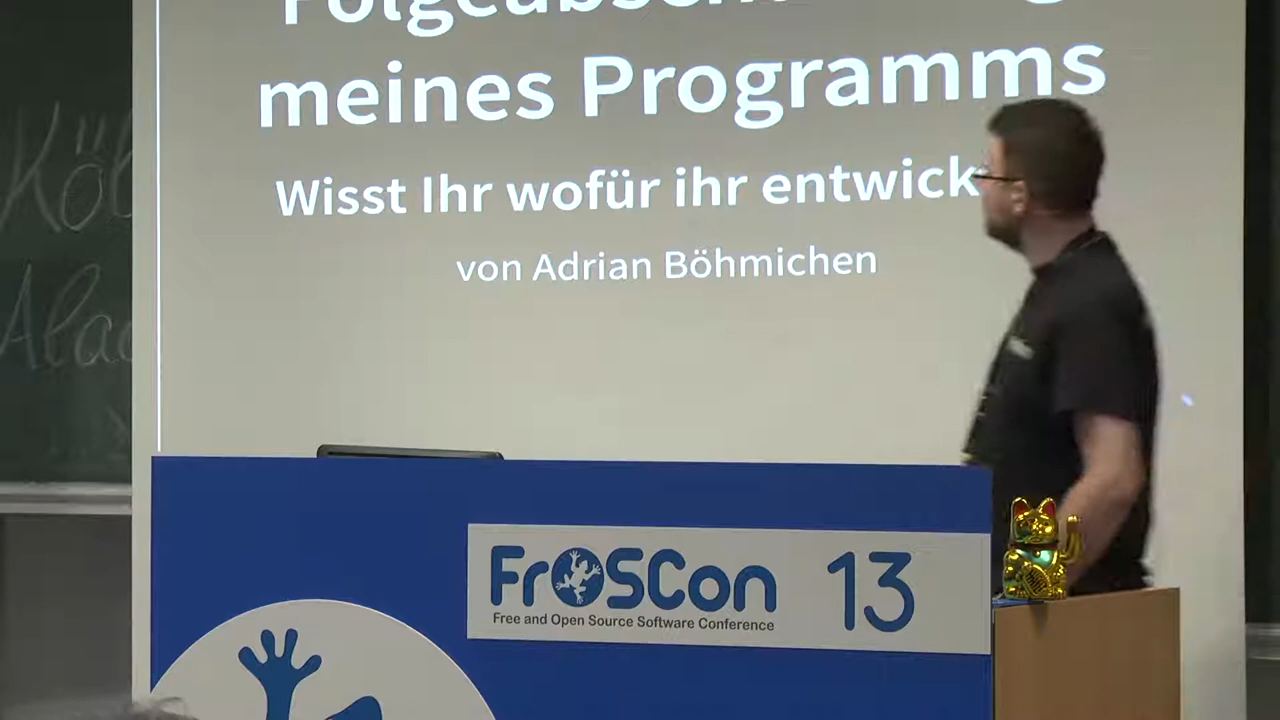 meines Programms
Wisst Ihr wofür ihr entwick
von Adrian Böhmichen
FrOSCon 13
Free and Open Source Software Conference